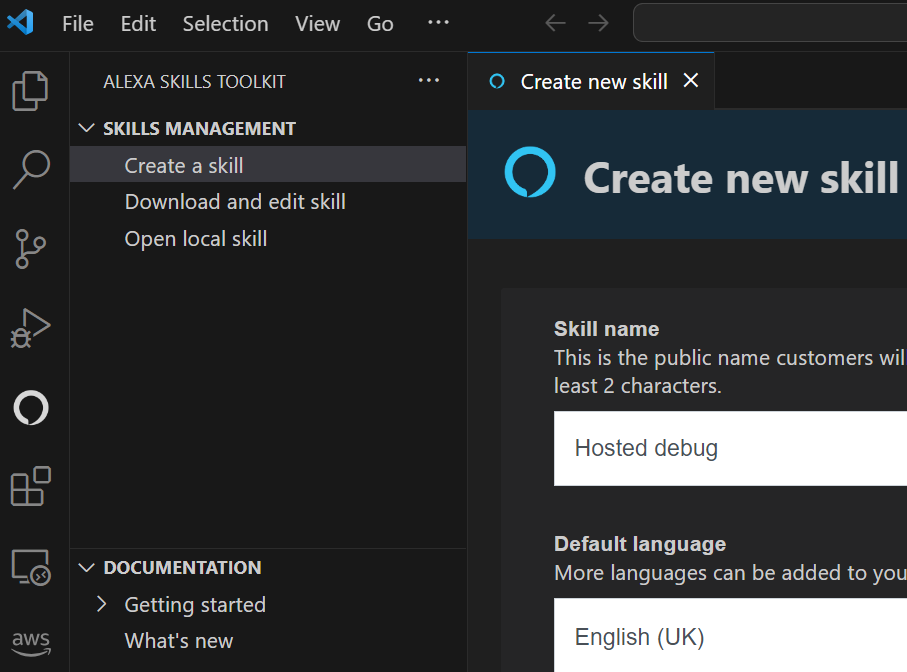 File Edit Selection View Go ...
ALEXA SKILLS TOOLKIT ...
SKILLS MANAGEMENT
Create a skill
Download and edit skill
Open local skill
DOCUMENTATION
Getting started
What's new
aws
Create new skill
Create new skill
Skill name
This is the public name customers wil
least 2 characters.
Hosted debug
Default language
More languages can be added to you
English (UK)